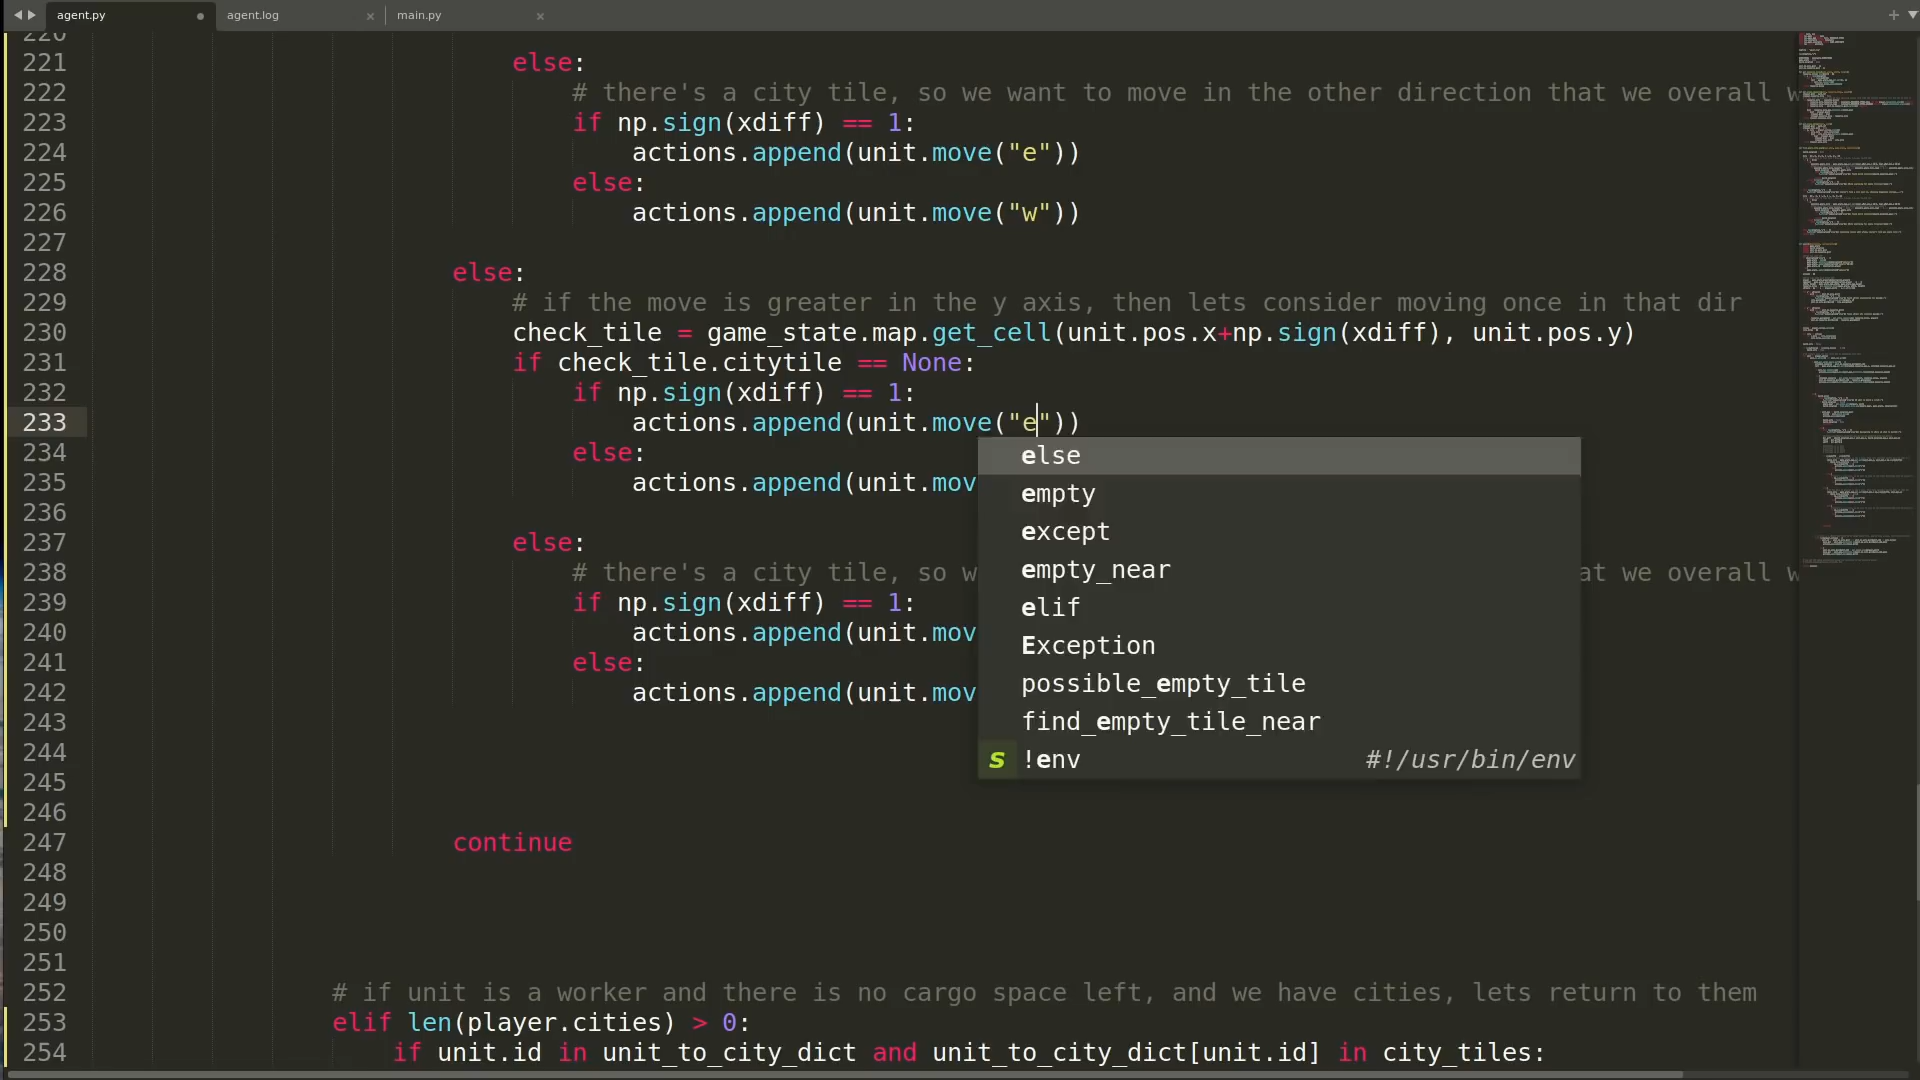 agent.py
agent.log
main.py
220
221 else:
222 # there's a city tile, so we want to move in the other direction that we overall w
223 if np.sign(xdiff) == 1:
224 actions.append(unit.move("e"))
225 else:
226 actions.append(unit.move("w"))
227
228 else:
229 # if the move is greater in the y axis, then lets consider moving once in that dir
230 check_tile = game_state.map.get_cell(unit.pos.x+np.sign(xdiff), unit.pos.y)
231 if check_tile.citytile == None:
232 if np.sign(xdiff) == 1:
233 actions.append(unit.move("e"))
234 else:
235 actions.append(unit.mov
236
237 else:
238 # there's a city tile, so w at we overall w
239 if np.sign(xdiff) == 1:
240 actions.append(unit.mov
241 else:
242 actions.append(unit.mov
243
244
245
246
247 continue
248
249
250
251
252 # if unit is a worker and there is no cargo space left, and we have cities, lets return to them
253 elif len(player.cities) > 0:
254 if unit.id in unit_to_city_dict and unit_to_city_dict[unit.id] in city_tiles:
else
empty
except
empty_near
elif
Exception
possible_empty_tile
find_empty_tile_near
s !env #!/usr/bin/env